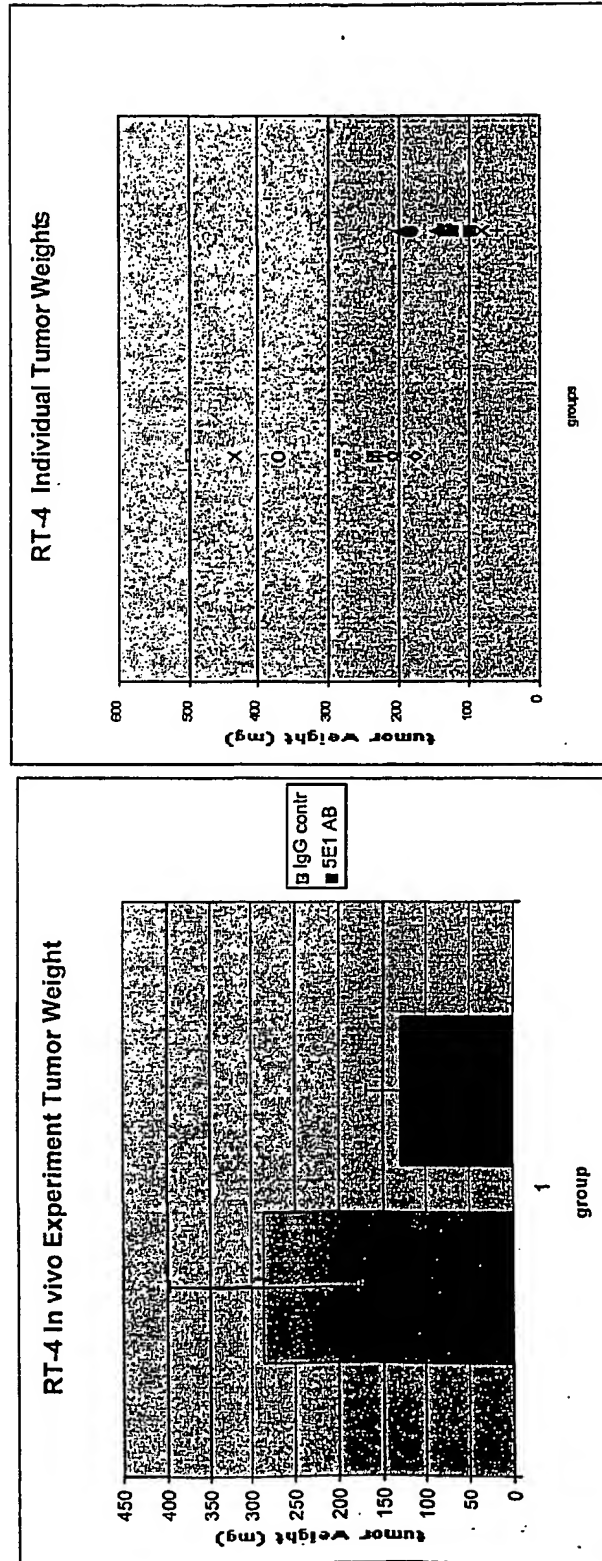 RT-4 In vivo Experiment Tumor Weight
tumor weight (mg)
450
400
350
300
250
200
150
100
50
0
1
group
IgG contr
5E1 AB
RT-4 Individual Tumor Weights
tumor weight (mg)
600
500
400
300
200
100
0
groups